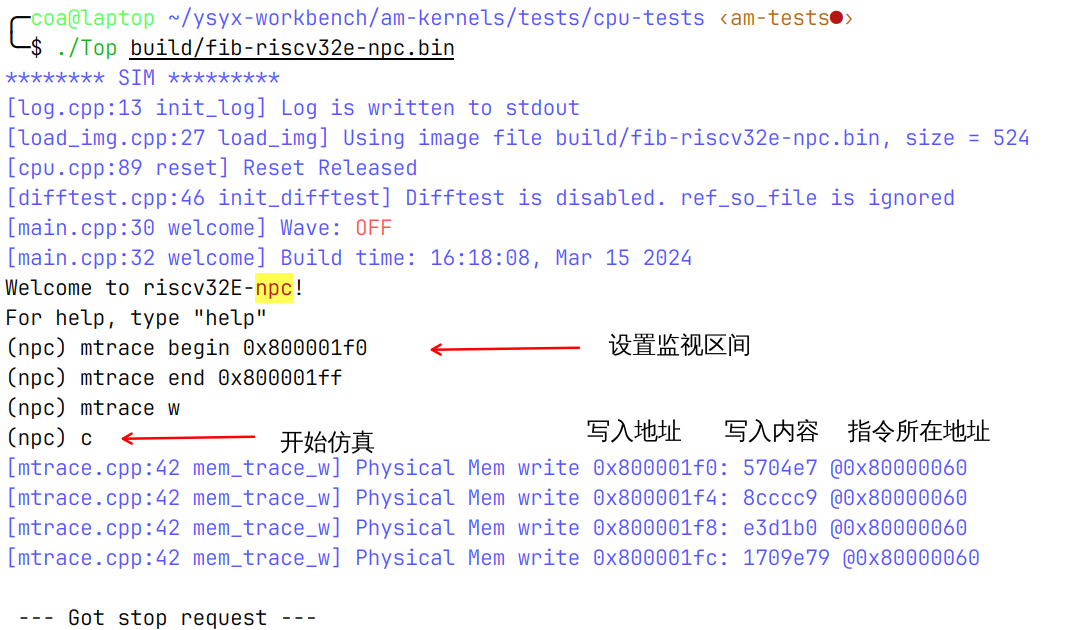 coa@laptop ~/ysyx-workbench/am-kernels/tests/cpu-tests ‹am-tests●›
$ ./Top build/fib-riscv32e-npc.bin
******** SIM *********
[log.cpp:13 init_log] Log is written to stdout
[load_img.cpp:27 load_img] Using image file build/fib-riscv32e-npc.bin, size = 524
[cpu.cpp:89 reset] Reset Released
[difftest.cpp:46 init_difftest] Difftest is disabled. ref_so_file is ignored
[main.cpp:30 welcome] Wave: OFF
[main.cpp:32 welcome] Build time: 16:18:08, Mar 15 2024
Welcome to riscv32E-npc!
For help, type "help"
(npc) mtrace begin 0x800001f0 设置监视区间
(npc) mtrace end 0x800001ff
(npc) mtrace w
(npc) c 开始仿真 写入地址 写入内容 指令所在地址
[mtrace.cpp:42 mem_trace_w] Physical Mem write 0x800001f0: 5704e7 @0x80000060
[mtrace.cpp:42 mem_trace_w] Physical Mem write 0x800001f4: 8cccc9 @0x80000060
[mtrace.cpp:42 mem_trace_w] Physical Mem write 0x800001f8: e3d1b0 @0x80000060
[mtrace.cpp:42 mem_trace_w] Physical Mem write 0x800001fc: 1709e79 @0x80000060
--- Got stop request ---